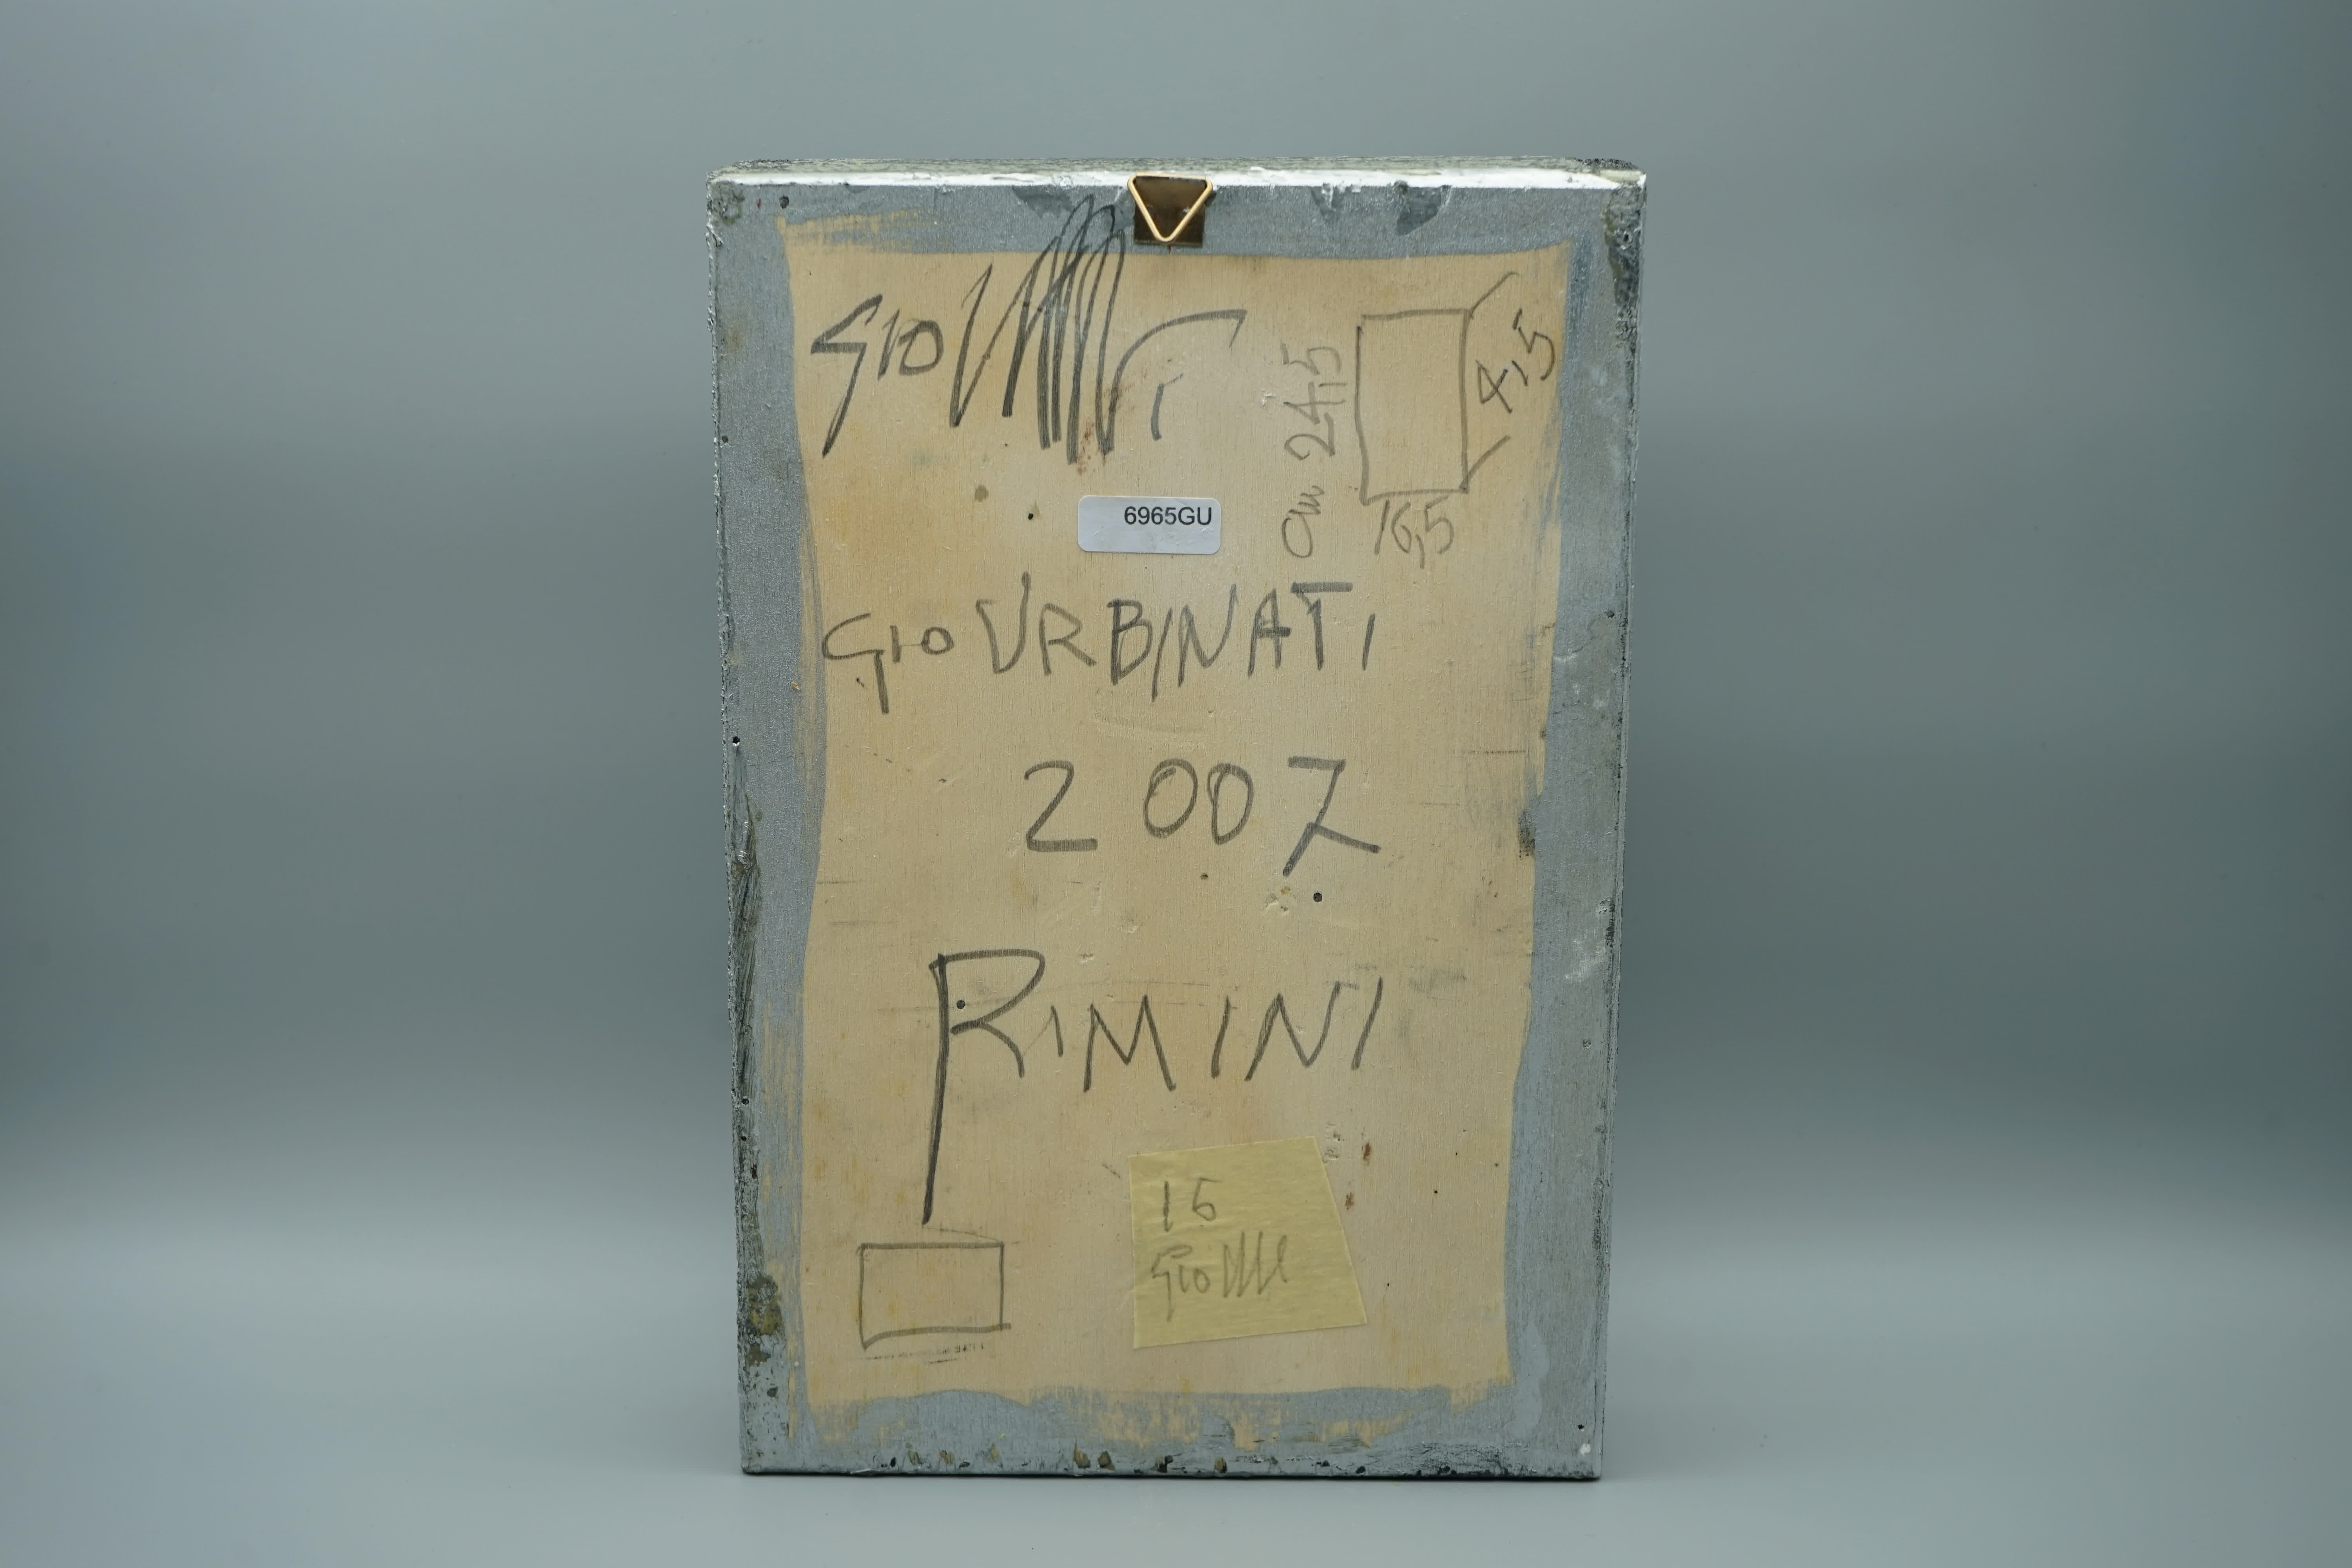 Gio
cm 24,5
4,5
16,5
6965GU
Gio URBINATI
2007
RIMINI
15
Gio